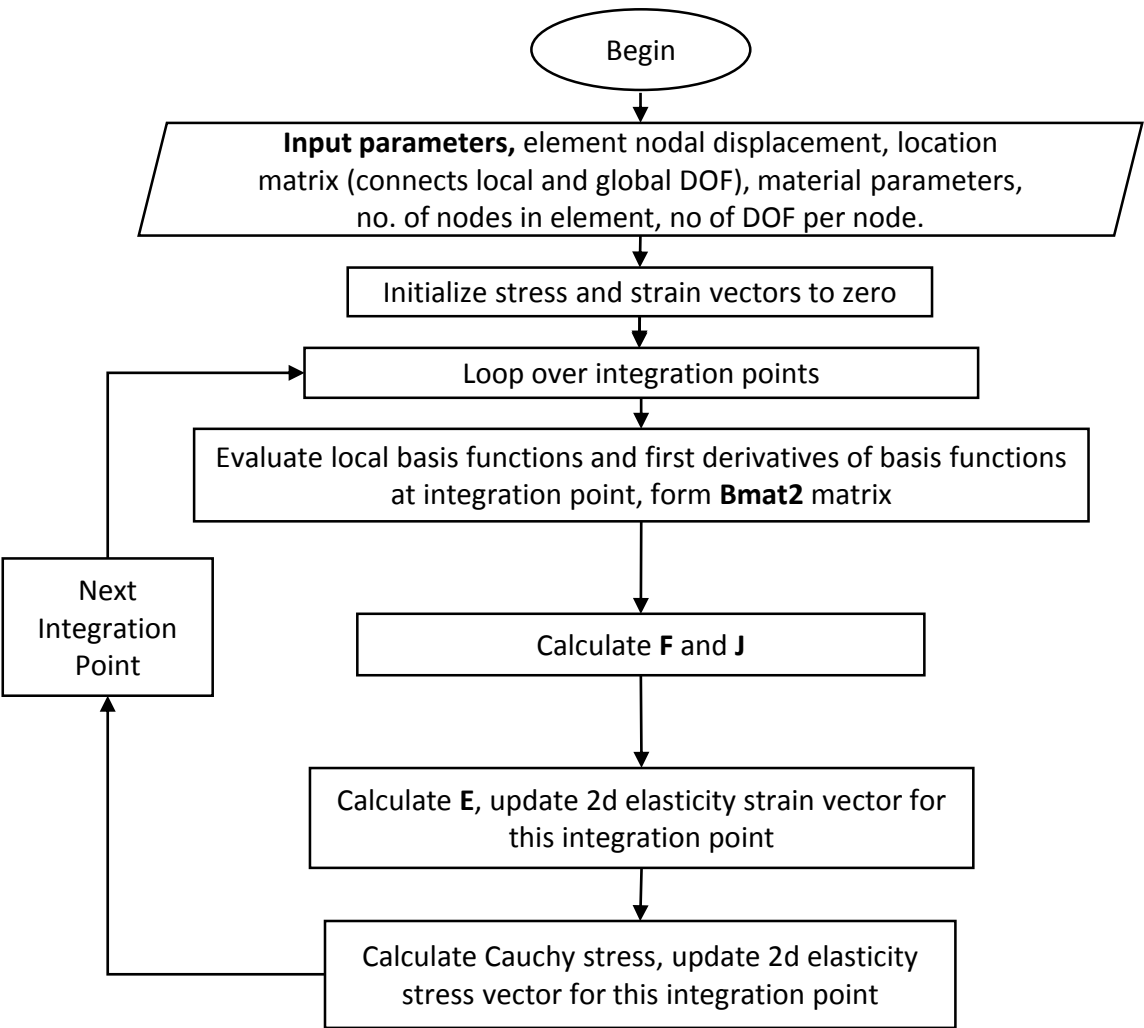 Begin
Input parameters, element nodal displacement, location
matrix (connects local and global DOF), material parameters,
no. of nodes in element, no of DOF per node.
Initialize stress and strain vectors to zero
Loop over integration points
Evaluate local basis functions and first derivatives of basis functions
at integration point, form Bmat2 matrix
Next
Integration
Point
Calculate F and J
Calculate E, update 2d elasticity strain vector for
this integration point
Calculate Cauchy stress, update 2d elasticity
stress vector for this integration point